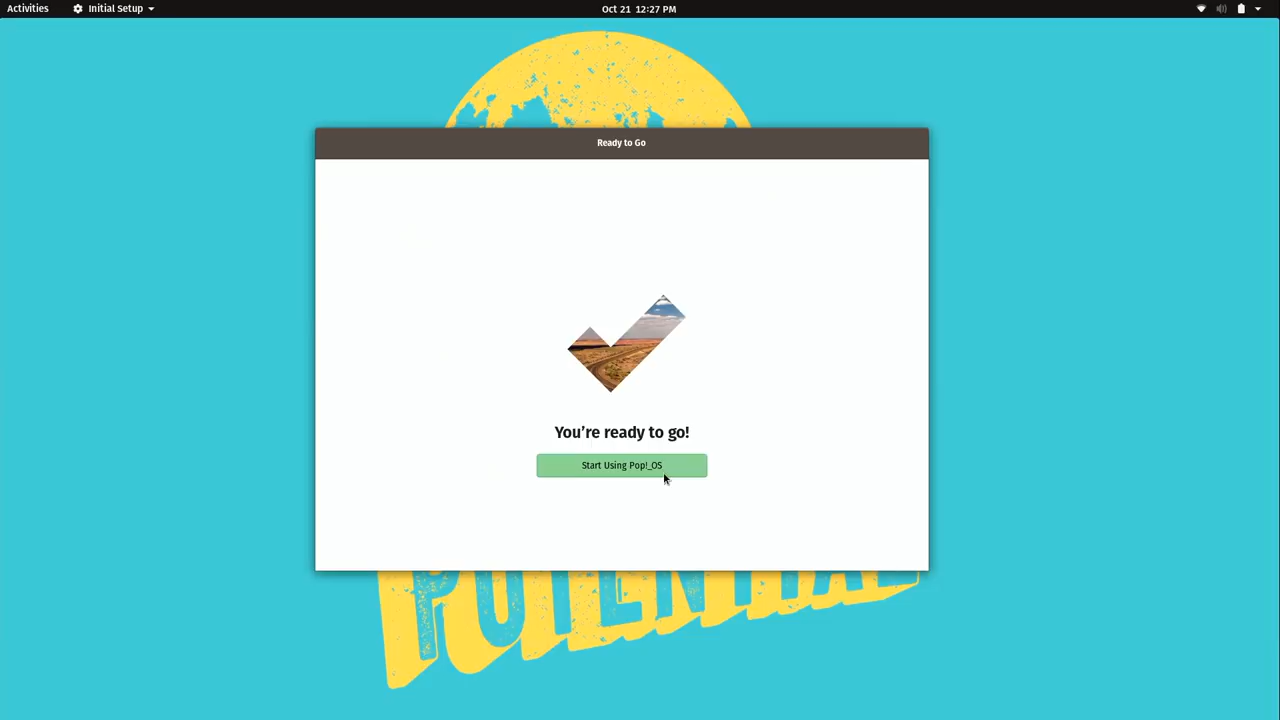 Activities
Initial Setup
Oct 21 12:27 PM
Ready to Go
You’re ready to go!
Start Using Pop!_OS
POTENTIAL